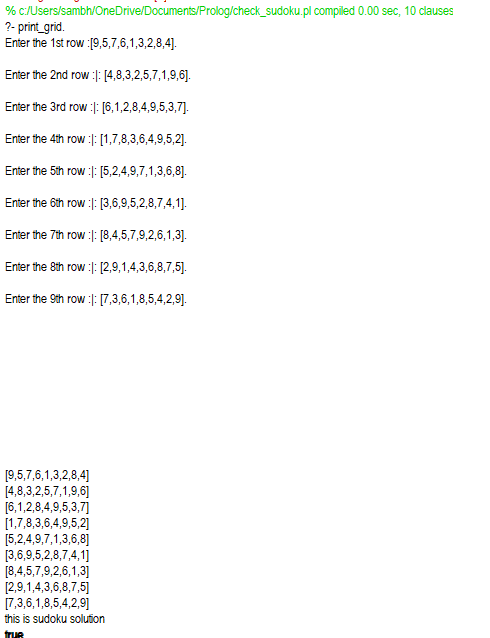 % c:/Users/sambh/OneDrive/Documents/Prolog/check_sudoku.pl compiled 0.00 sec, 10 clauses
?- print_grid.
Enter the 1st row :[9,5,7,6,1,3,2,8,4].
Enter the 2nd row :|: [4,8,3,2,5,7,1,9,6].
Enter the 3rd row :|: [6,1,2,8,4,9,5,3,7].
Enter the 4th row :|: [1,7,8,3,6,4,9,5,2].
Enter the 5th row :|: [5,2,4,9,7,1,3,6,8].
Enter the 6th row :|: [3,6,9,5,2,8,7,4,1].
Enter the 7th row :|: [8,4,5,7,9,2,6,1,3].
Enter the 8th row :|: [2,9,1,4,3,6,8,7,5].
Enter the 9th row :|: [7,3,6,1,8,5,4,2,9].
[9,5,7,6,1,3,2,8,4]
[4,8,3,2,5,7,1,9,6]
[6,1,2,8,4,9,5,3,7]
[1,7,8,3,6,4,9,5,2]
[5,2,4,9,7,1,3,6,8]
[3,6,9,5,2,8,7,4,1]
[8,4,5,7,9,2,6,1,3]
[2,9,1,4,3,6,8,7,5]
[7,3,6,1,8,5,4,2,9]
this is sudoku solution
true